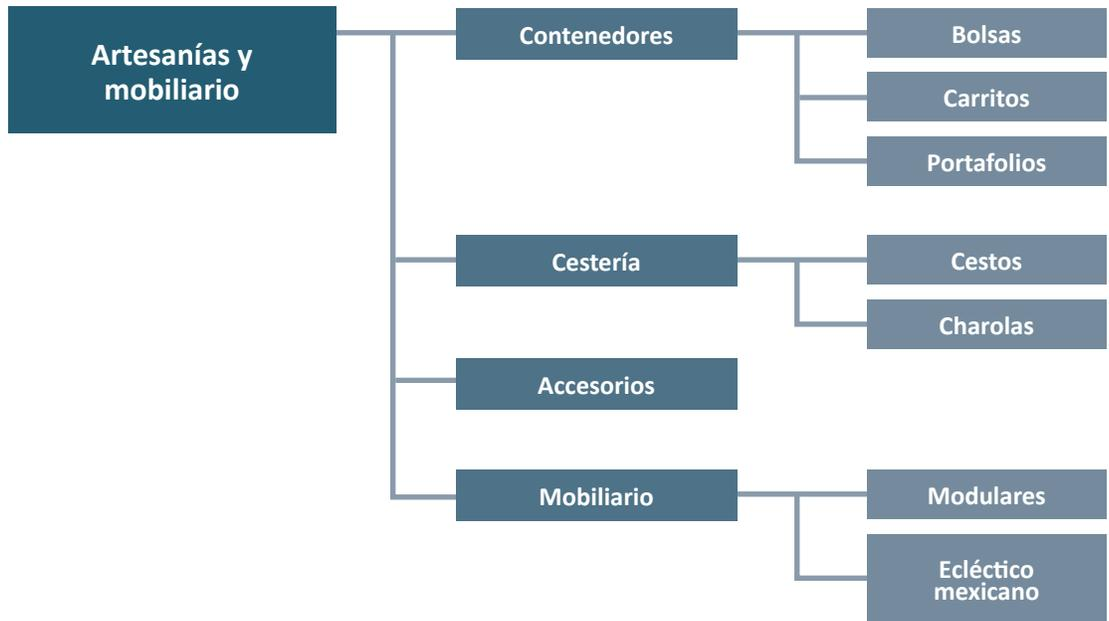 Artesanías y
mobiliario
Contenedores
Bolsas
Carritos
Portafolios
Cestería
Cestos
Charolas
Accesorios
Mobiliario
Modulares
Ecléctico
mexicano